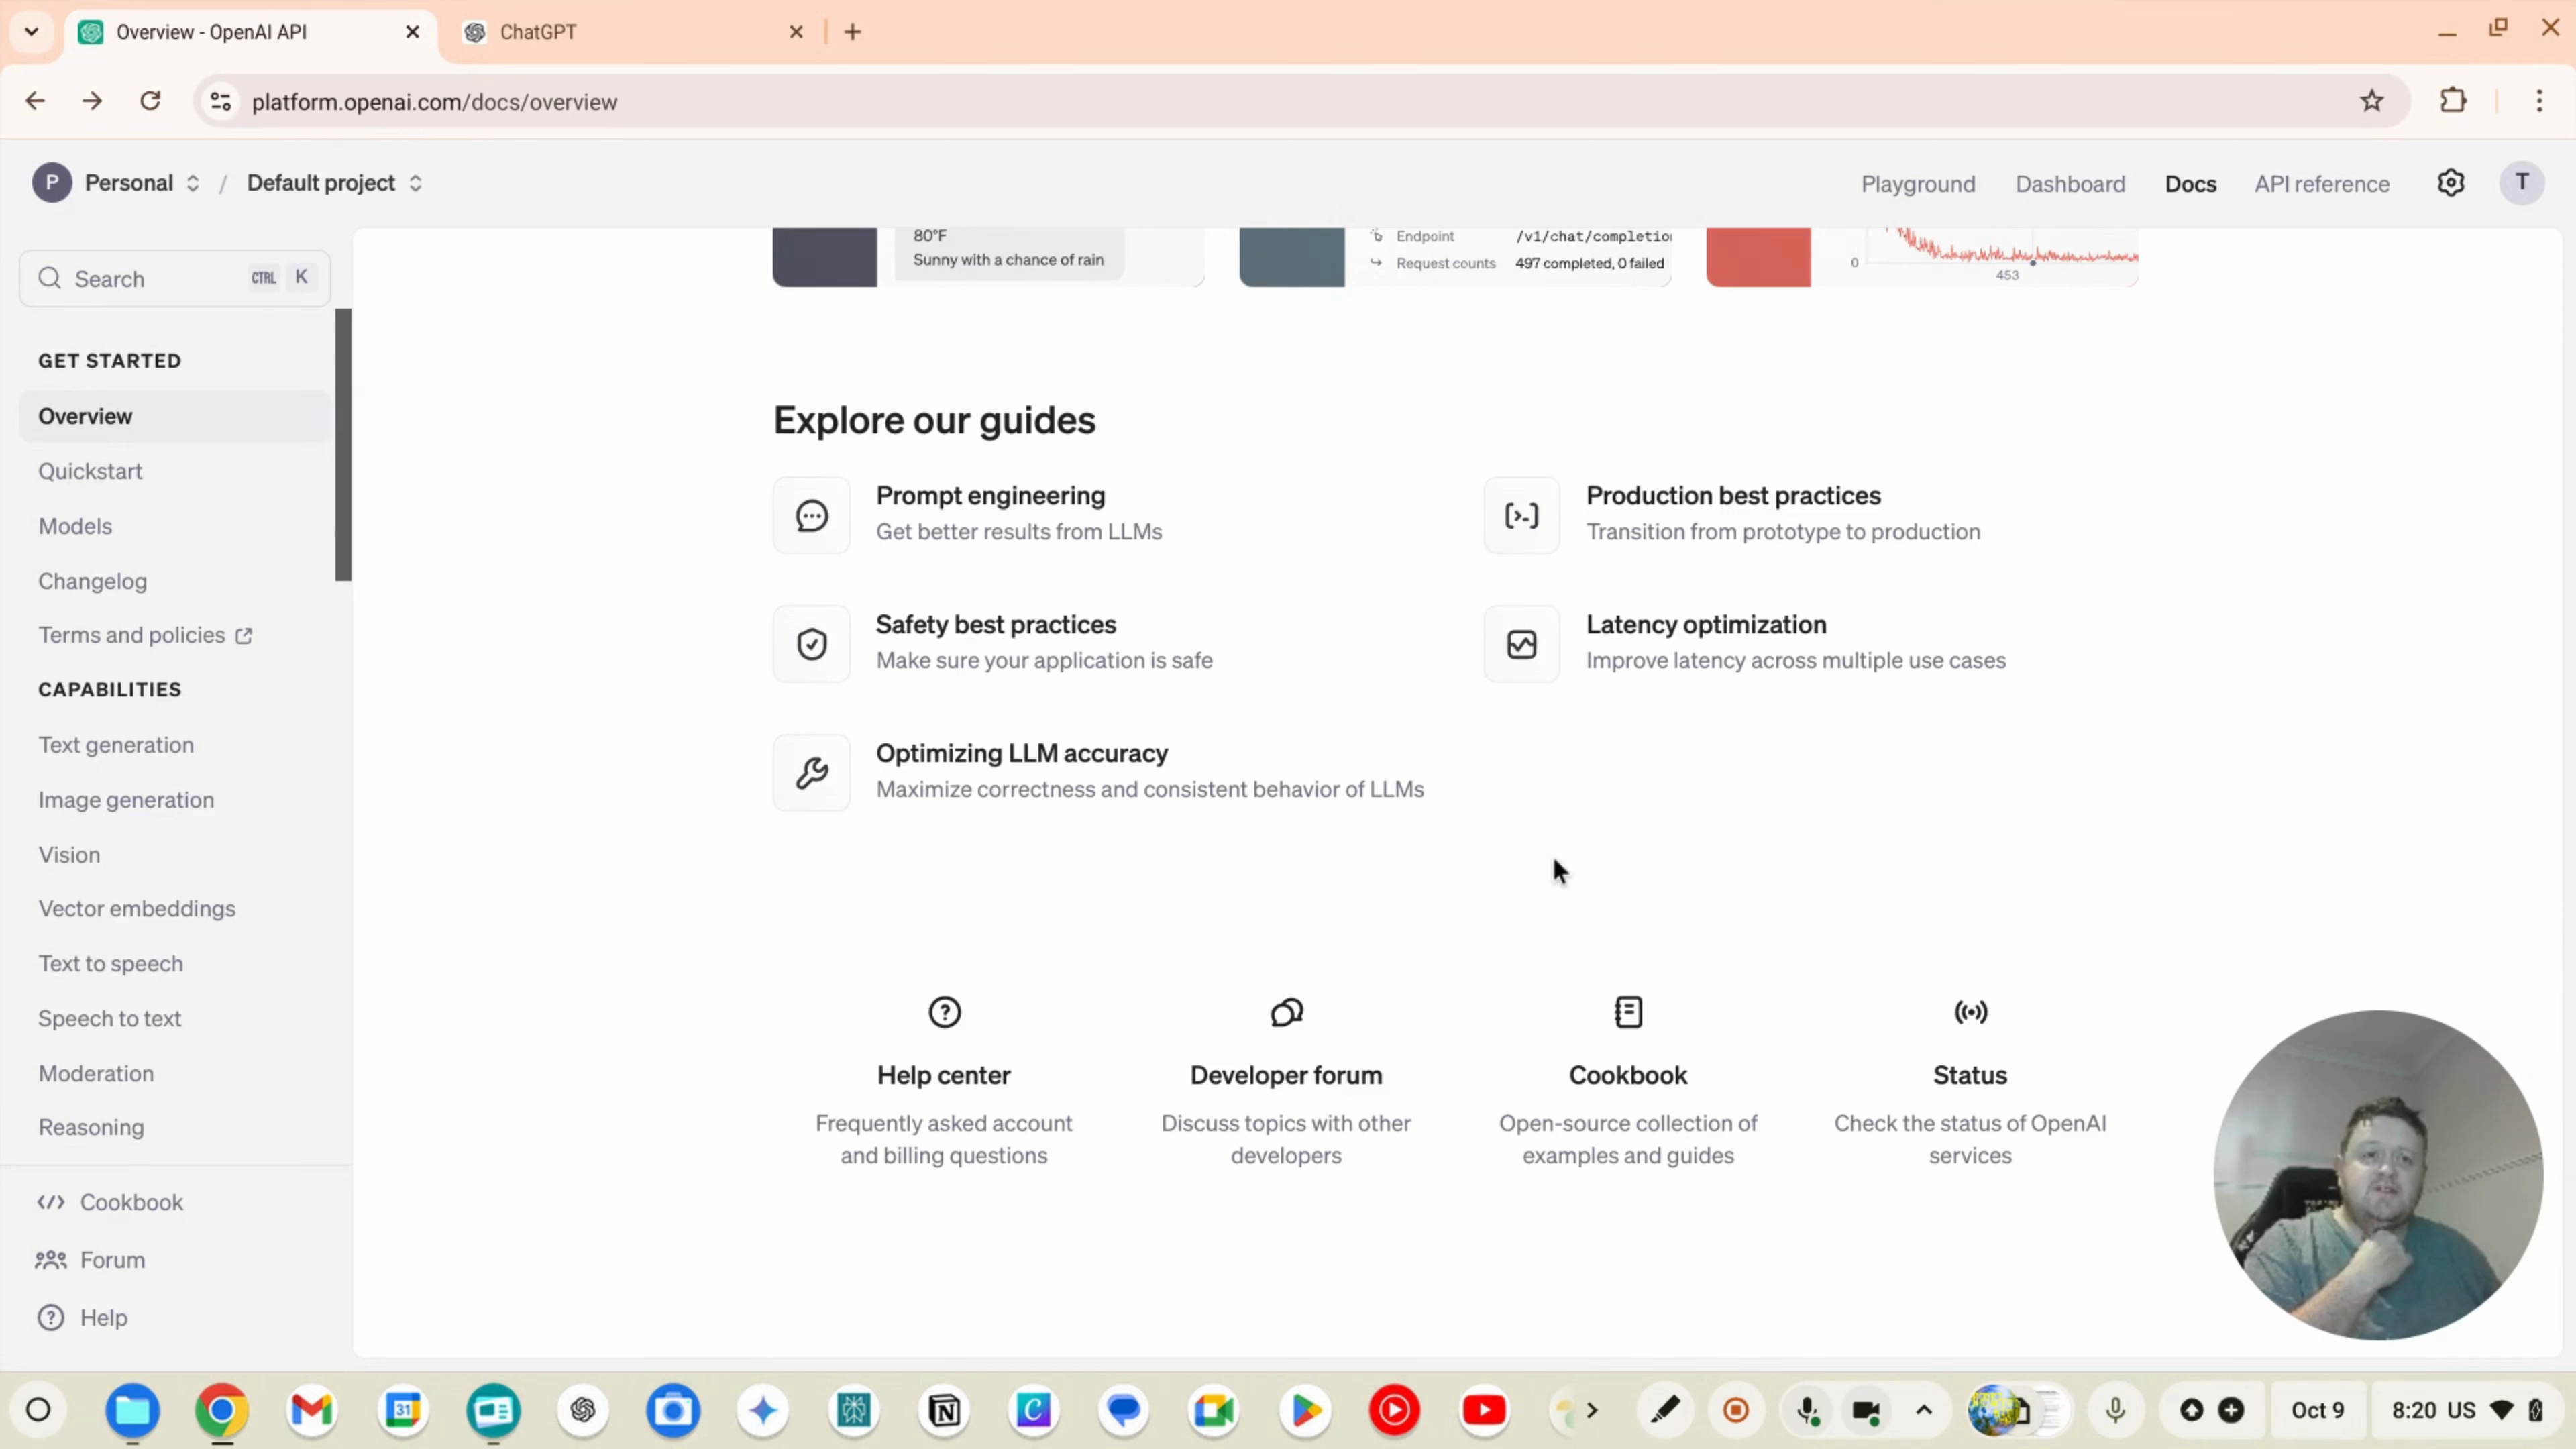 Overview - OpenAI API
ChatGPT
platform.openai.com/docs/overview
P Personal / Default project
Playground Dashboard Docs API reference T
Search CTRL K
GET STARTED
Overview
Quickstart
Models
Changelog
Terms and policies
CAPABILITIES
Text generation
Image generation
Vision
Vector embeddings
Text to speech
Speech to text
Moderation
Reasoning
Cookbook
Forum
Help
80°F
Sunny with a chance of rain
Endpoint /v1/chat/completio
Request counts 497 completed, 0 failed
0
453
Explore our guides
Prompt engineering
Get better results from LLMs
Production best practices
Transition from prototype to production
Safety best practices
Make sure your application is safe
Latency optimization
Improve latency across multiple use cases
Optimizing LLM accuracy
Maximize correctness and consistent behavior of LLMs
Help center
Frequently asked account
and billing questions
Developer forum
Discuss topics with other
developers
Cookbook
Open-source collection of
examples and guides
Status
Check the status of OpenAI
services
31
Oct 9
8:20 US